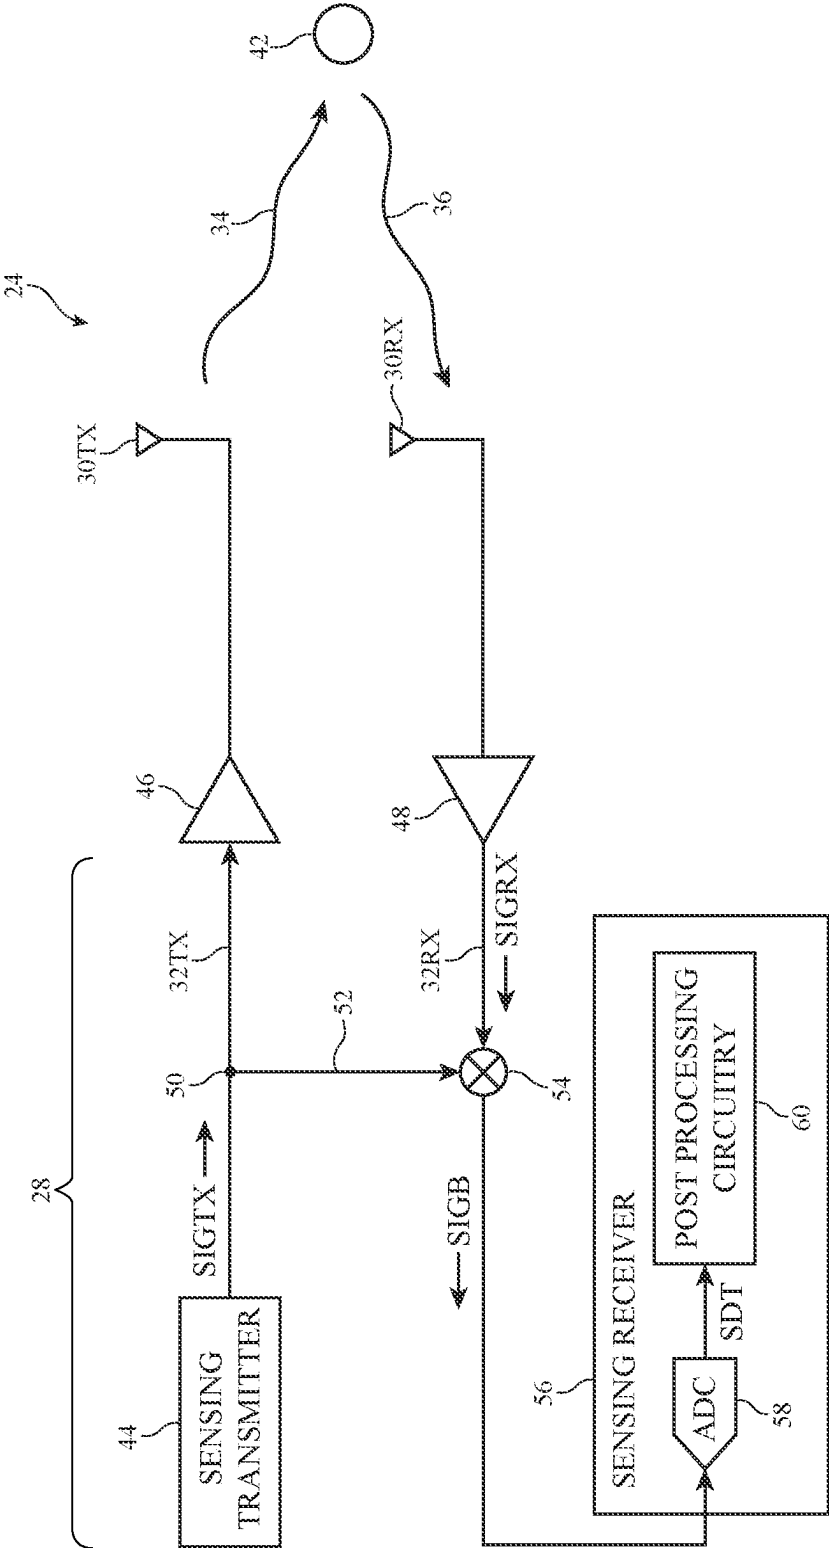 24
28
44
SENSING
TRANSMITTER
SIGTX
50
32TX
46
30TX
34
42
36
30RX
48
SIGRX
32RX
52
54
SIGB
56
SENSING RECEIVER
ADC
58
SDT
POST PROCESSING
CIRCUITRY
60